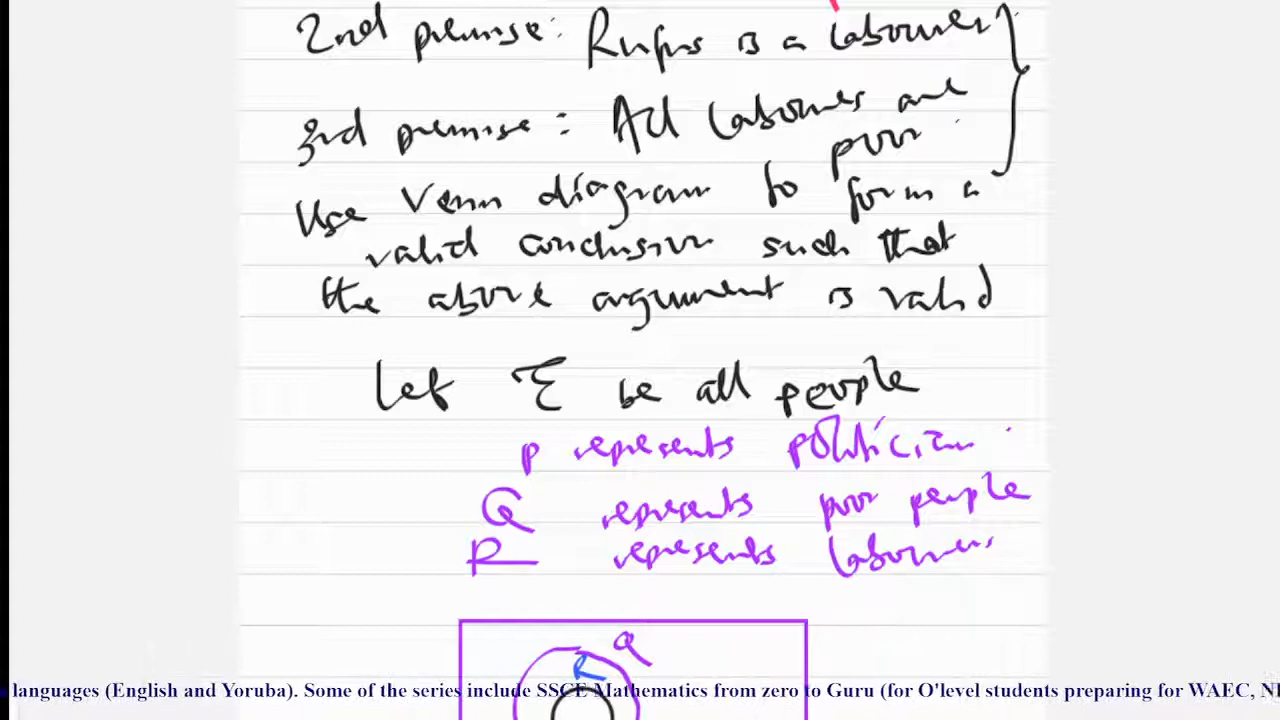 2nd premise: Rufus is a labourer
3rd premise: All labourers are
poor
Use Venn diagram to form a
valid conclusion such that
the above argument is valid
Let Ɛ be all people
P represents politician
Q represents poor people
R represents labourers
Q
R
languages (English and Yoruba). Some of the series include SSCE Mathematics from zero to Guru (for O'level students preparing for WAEC, NE